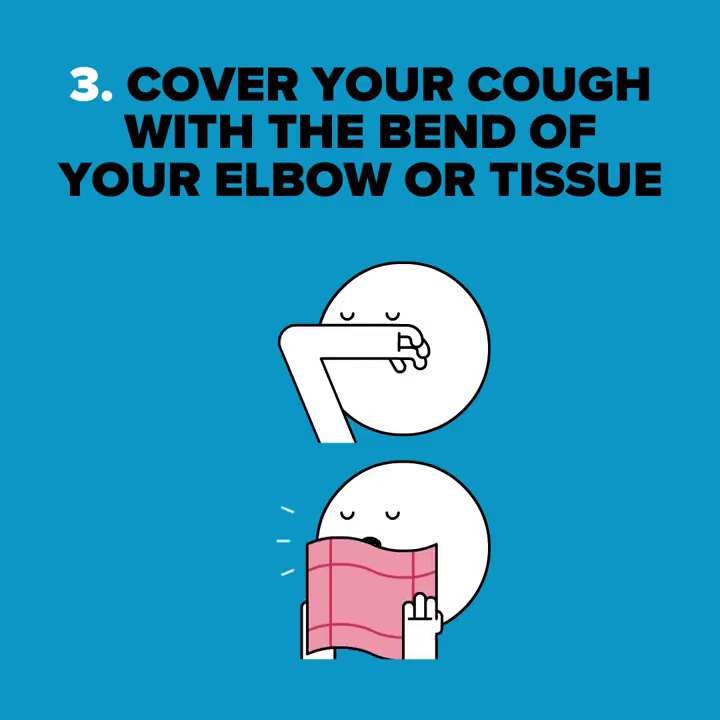 3. COVER YOUR COUGH
WITH THE BEND OF
YOUR ELBOW OR TISSUE